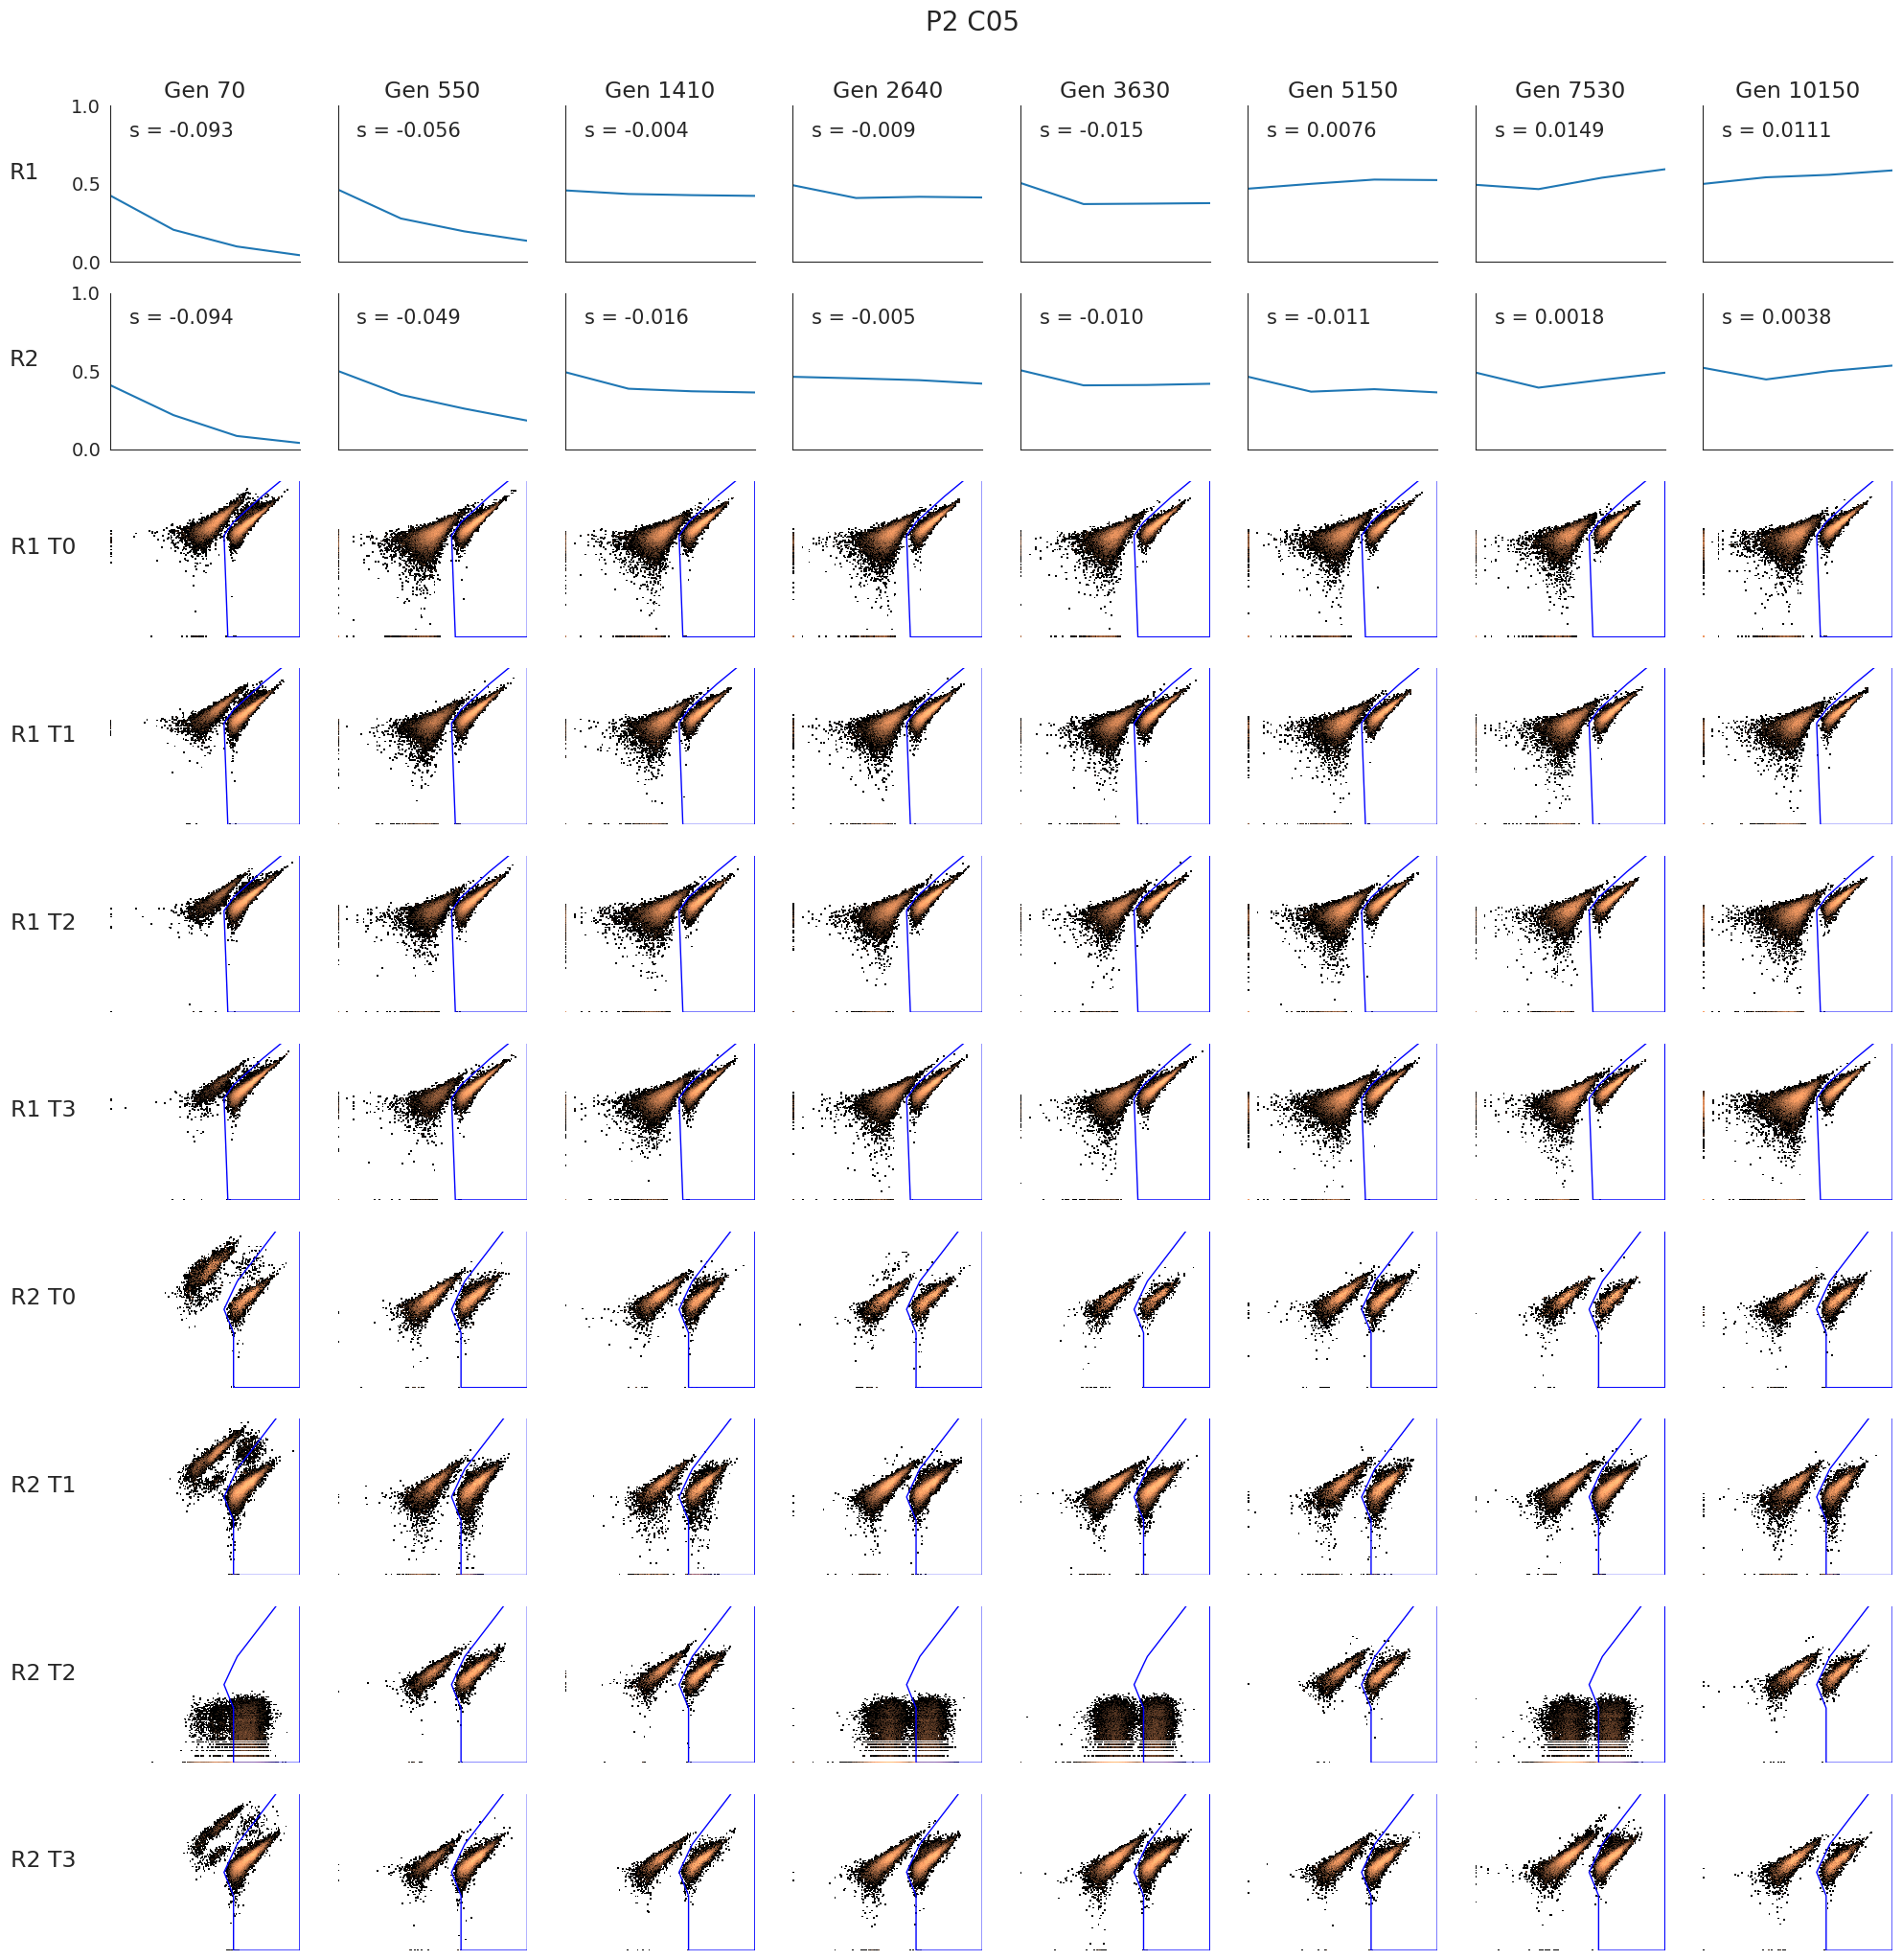 P2 C05
Gen 70 Gen 550 Gen 1410 Gen 2640 Gen 3630 Gen 5150 Gen 7530 Gen 10150
1.0
s = -0.093 s = -0.056 s = -0.004 s = -0.009 s = -0.015 s = 0.0076 s = 0.0149 s = 0.0111
R1
0.5
0.0
1.0
s = -0.094 s = -0.049 s = -0.016 s = -0.005 s = -0.010 s = -0.011 s = 0.0018 s = 0.0038
R2
0.5
0.0
R1 T0
R1 T1
R1 T2
R1 T3
R2 T0
R2 T1
R2 T2
R2 T3